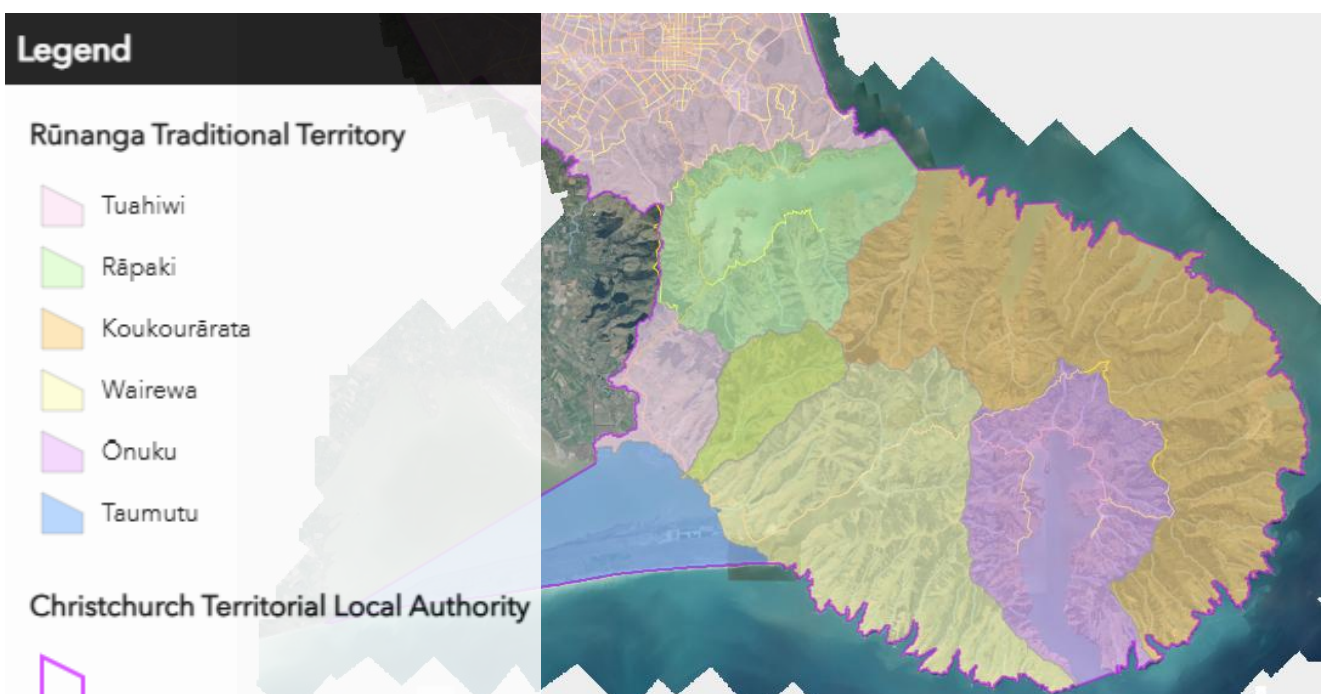 Legend
Rūnanga Traditional Territory
Tuahiwi
Rāpaki
Koukourārata
Wairewa
Ōnuku
Taumutu
Christchurch Territorial Local Authority